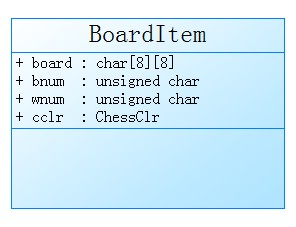 BoardItem
+ board : char[8][8]
+ bnum  : unsigned char
+ wnum  : unsigned char
+ cclr  : ChessClr